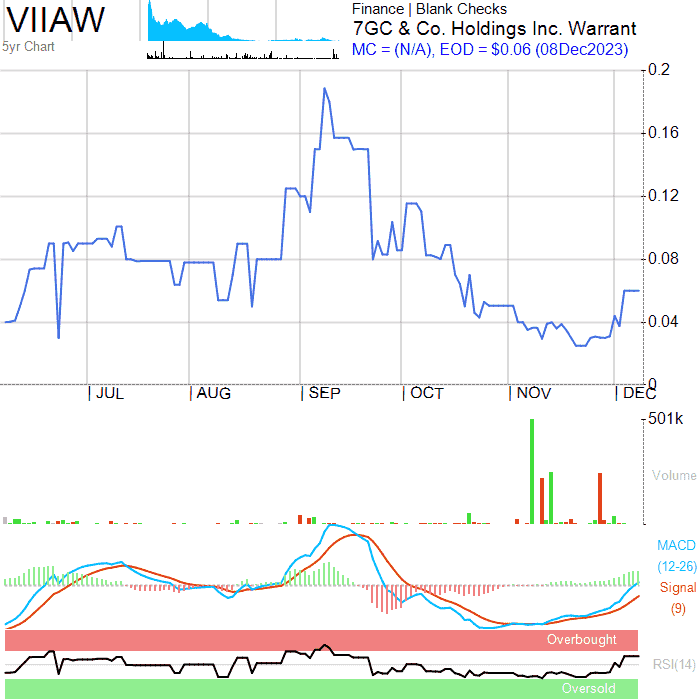 VIIAW
5yr Chart
Finance | Blank Checks
7GC & Co. Holdings Inc. Warrant
MC = (N/A), EOD = $0.06 (08Dec2023)
0.2
0.16
0.12
0.08
0.04
0
JUL AUG SEP OCT NOV DEC
501k
Volume
MACD
(12-26)
Signal
(9)
Overbought
RSI(14)
Oversold